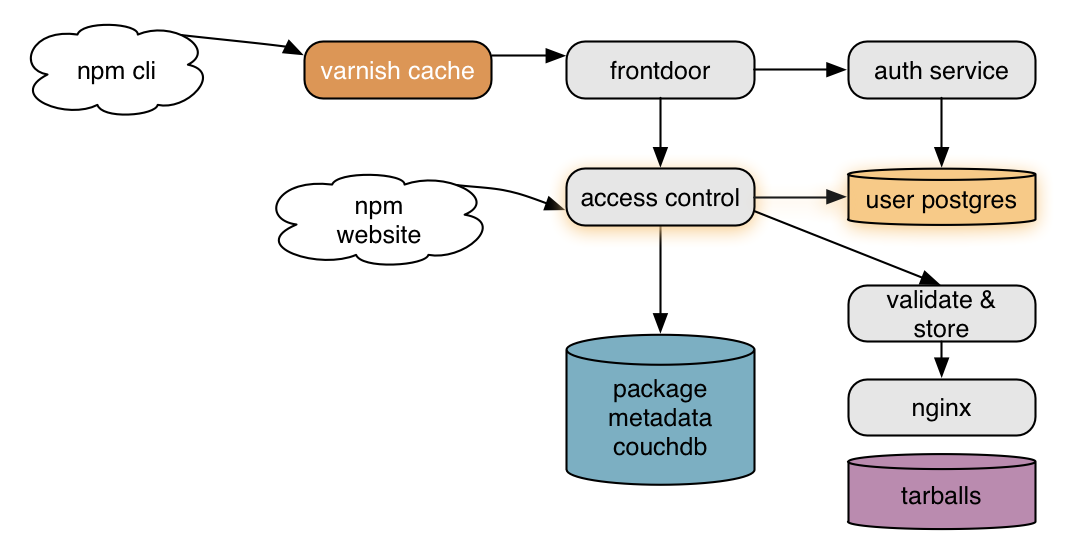 npm cli
varnish cache
frontdoor
auth service
npm
website
access control
user postgres
validate &
store
package
metadata
couchdb
nginx
tarballs